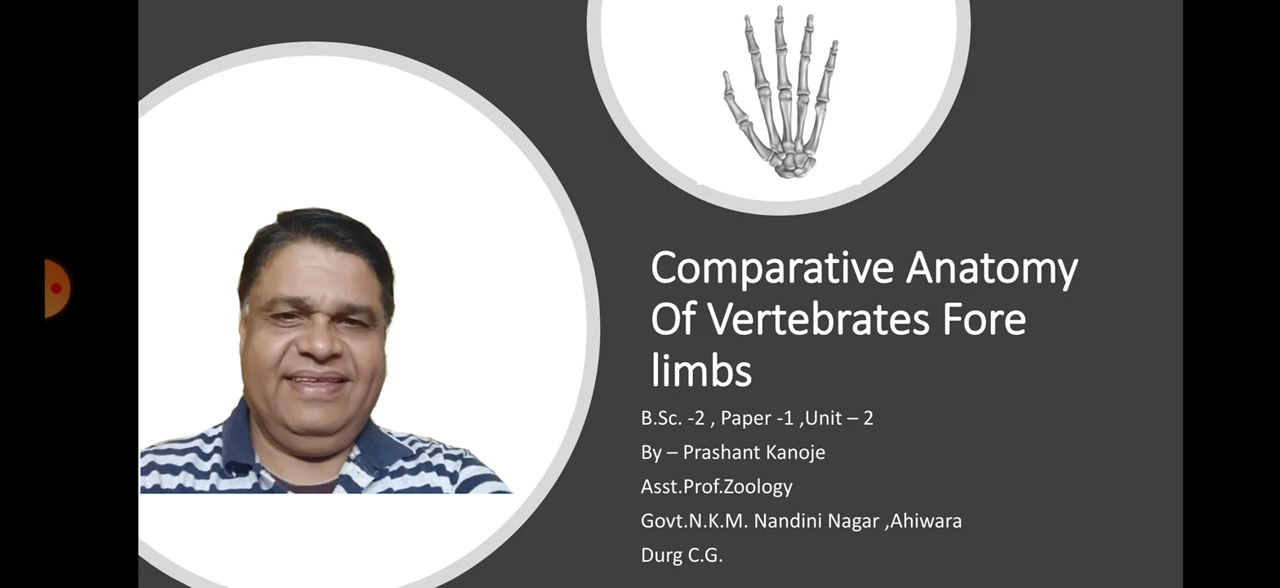 Comparative Anatomy
Of Vertebrates Fore
limbs
B.Sc. -2 , Paper -1 ,Unit – 2
By – Prashant Kanoje
Asst.Prof.Zoology
Govt.N.K.M. Nandini Nagar ,Ahiwara
Durg C.G.